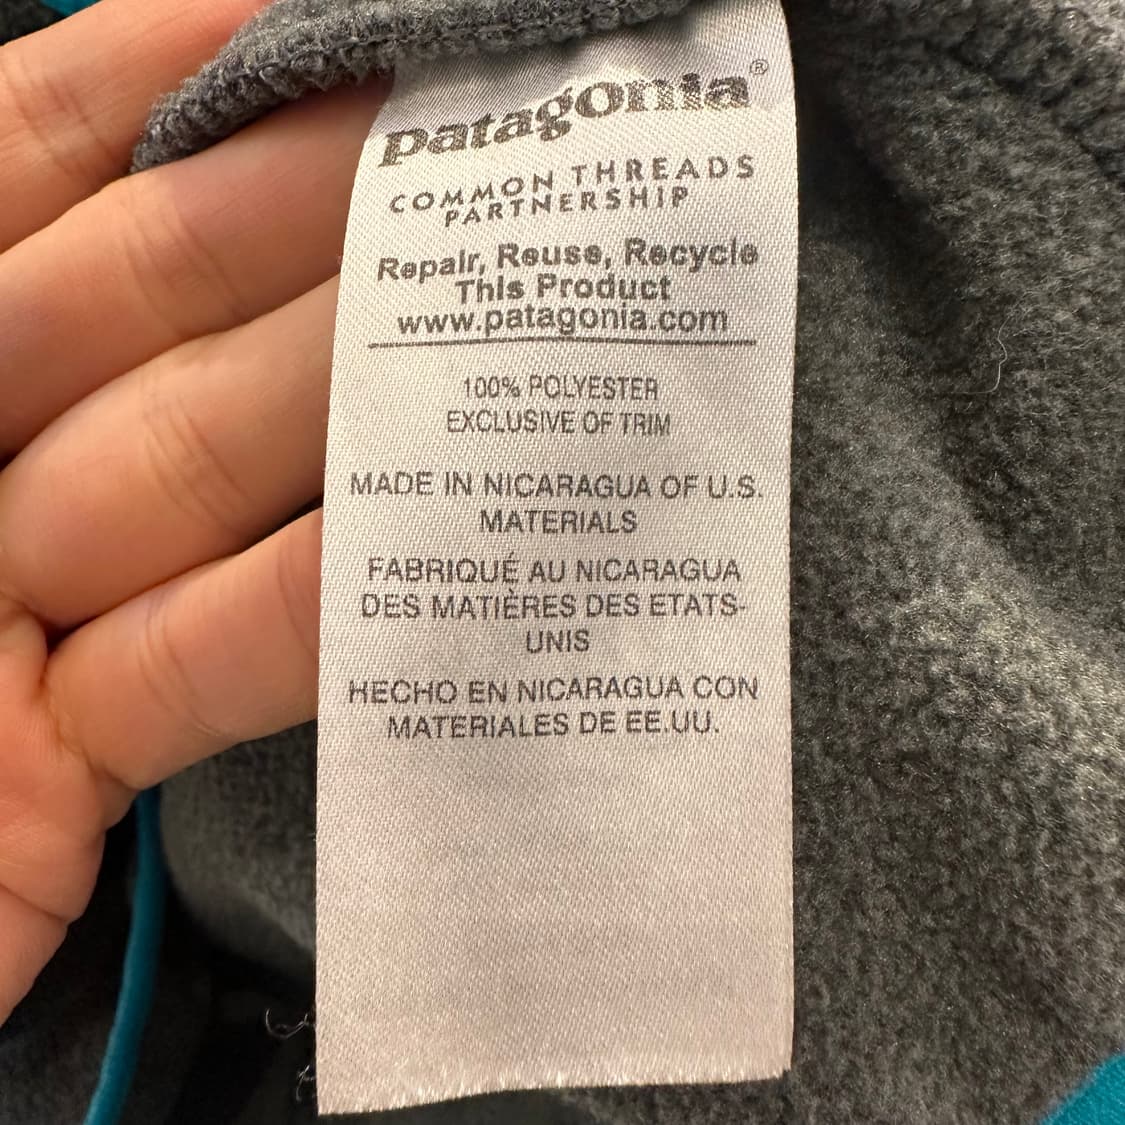 patagonia®
COMMON THREADS
PARTNERSHIP
Repair, Reuse, Recycle
This Product
www.patagonia.com
100% POLYESTER
EXCLUSIVE OF TRIM
MADE IN NICARAGUA OF U.S.
MATERIALS
FABRIQUÉ AU NICARAGUA
DES MATIÈRES DES ETATS-
UNIS
HECHO EN NICARAGUA CON
MATERIALES DE EE.UU.